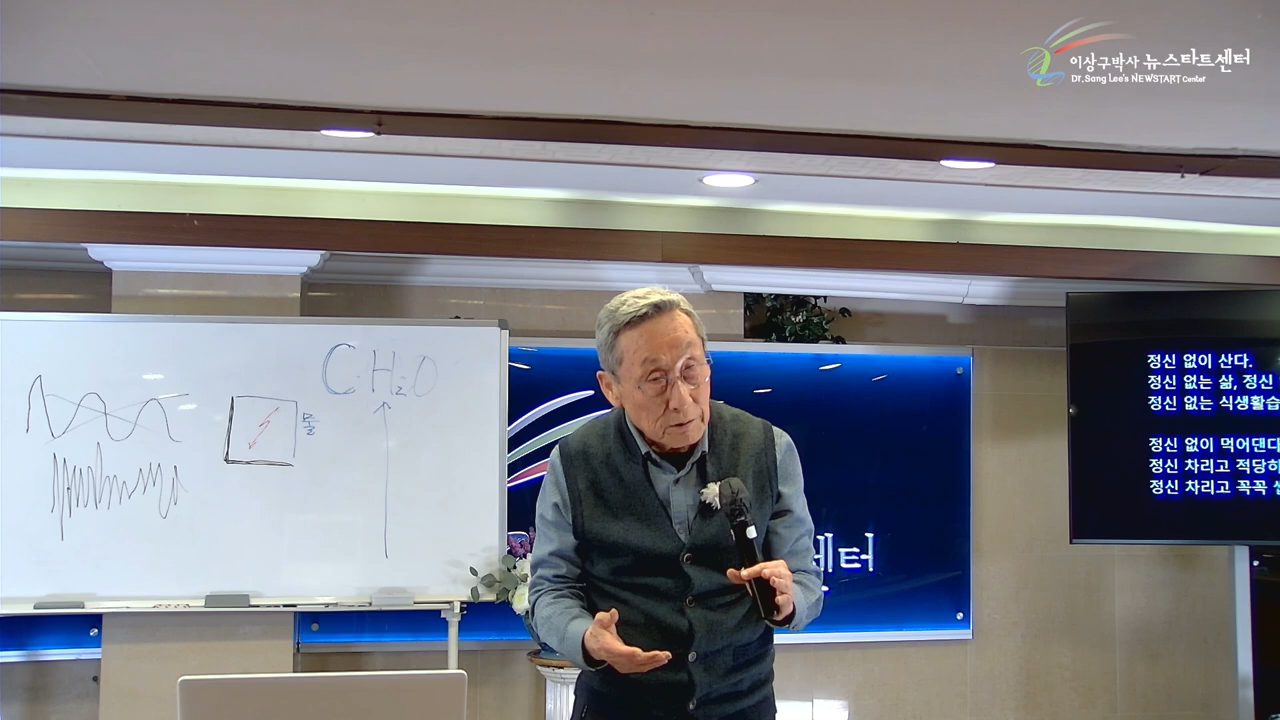 이상구박사 뉴스타트센터
Dr. Sang Lee's NEWSTART Center
CH₂O
물
센터
정신 없이 산다.
정신 없는 삶, 정신
정신 없는 식생활습
정신 없이 먹어댄다
정신 차리고 적당히
정신 차리고 꼭꼭 씹